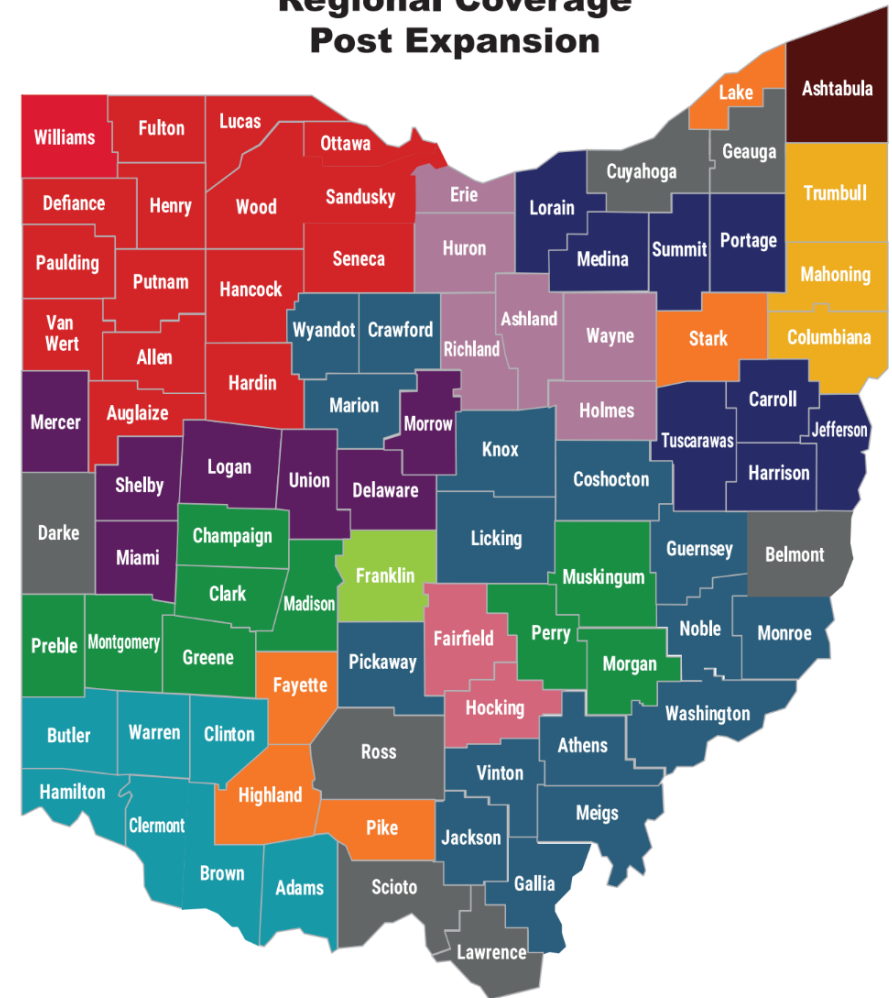 Regional Coverage
Post Expansion
Ashtabula
Lake
Williams
Fulton
Lucas
Ottawa
Geauga
Cuyahoga
Trumbull
Defiance
Henry
Wood
Sandusky
Erie
Lorain
Portage
Summit
Medina
Huron
Seneca
Paulding
Putnam
Hancock
Mahoning
Van
Wert
Allen
Wyandot
Crawford
Richland
Ashland
Wayne
Stark
Columbiana
Hardin
Mercer
Auglaize
Marion
Morrow
Holmes
Carroll
Tuscarawas
Jefferson
Knox
Logan
Union
Shelby
Delaware
Coshocton
Harrison
Darke
Miami
Champaign
Licking
Guernsey
Belmont
Franklin
Muskingum
Clark
Madison
Preble
Montgomery
Greene
Fairfield
Perry
Noble
Monroe
Pickaway
Morgan
Fayette
Hocking
Washington
Butler
Warren
Clinton
Ross
Athens
Vinton
Hamilton
Highland
Clermont
Pike
Jackson
Meigs
Brown
Adams
Scioto
Gallia
Lawrence